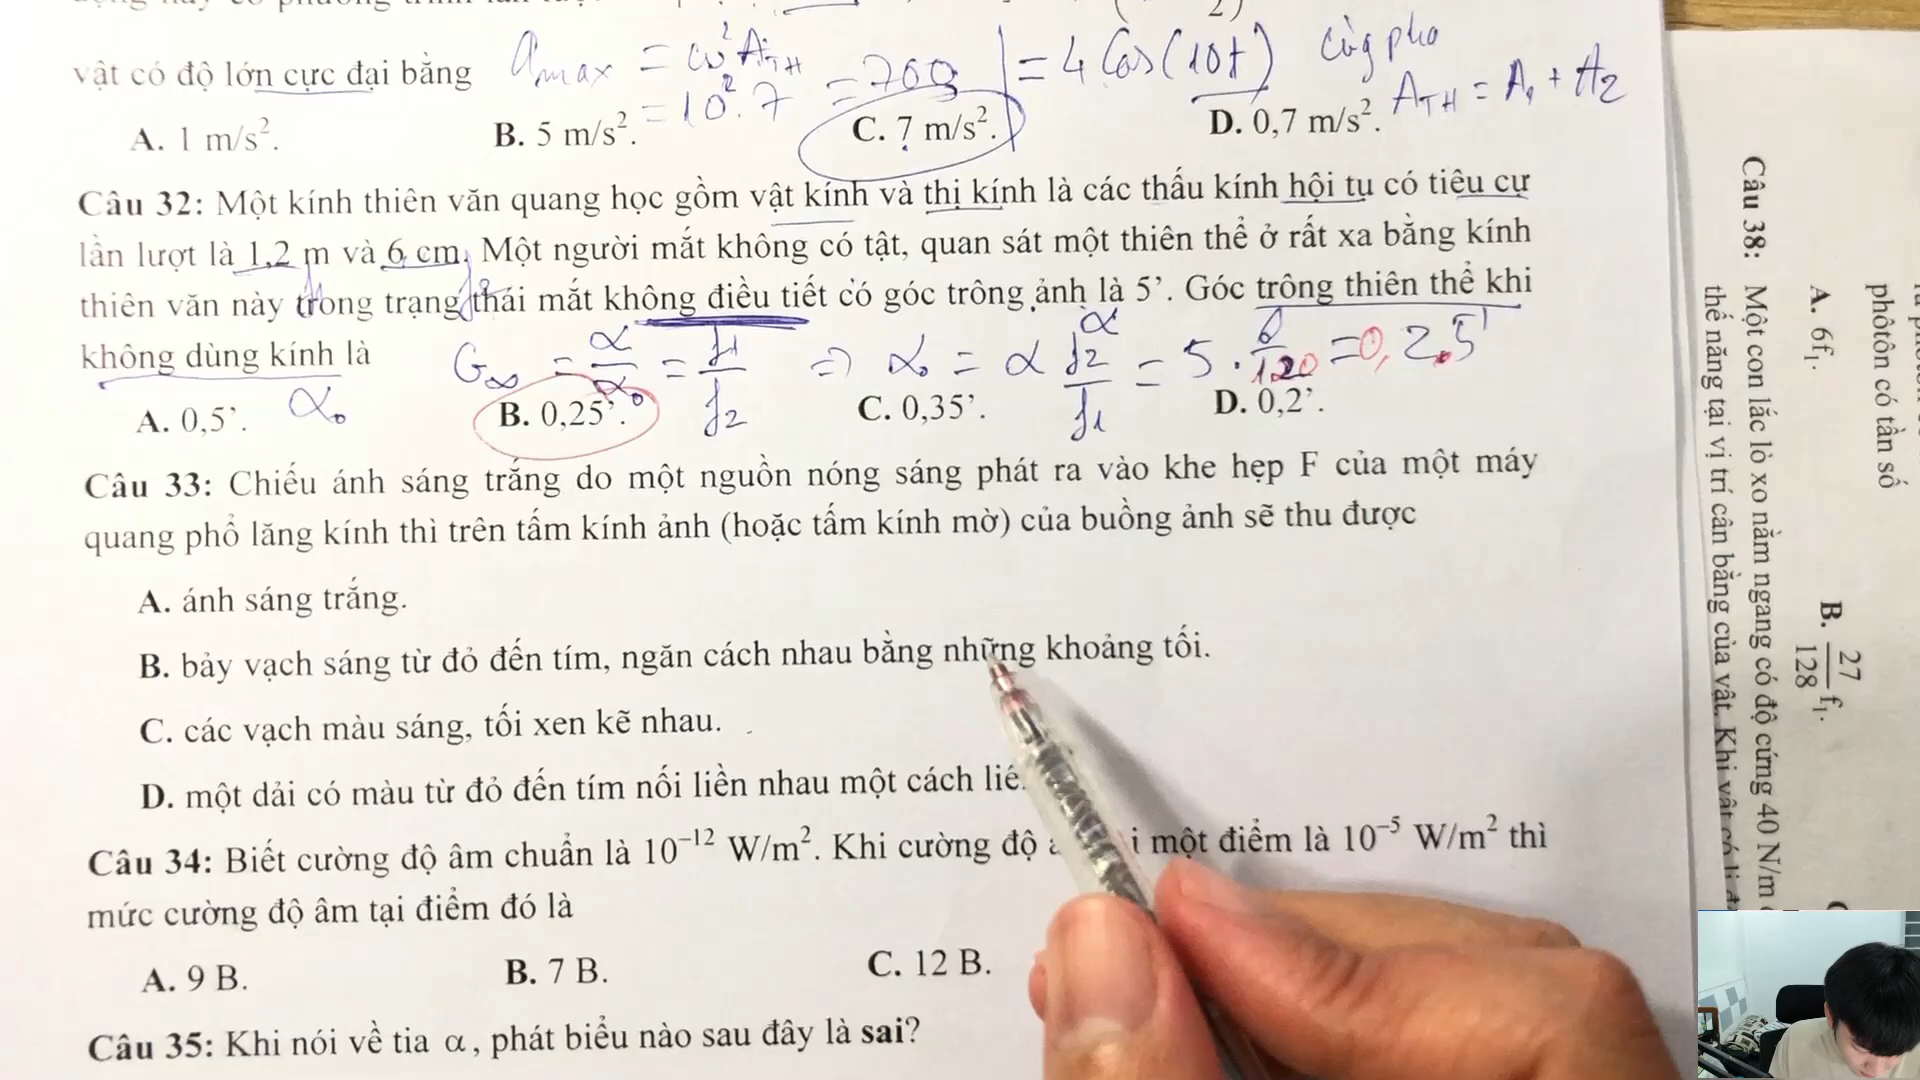 vật có độ lớn cực đại bằng
amax = ω² A_TH = 10². 7 = 700 = 4 Cos(10t) cùng pha
A_TH = A₁ + A₂
A. 1 m/s². B. 5 m/s². C. 7 m/s². D. 0,7 m/s².
Câu 32: Một kính thiên văn quang học gồm vật kính và thị kính là các thấu kính hội tụ có tiêu cự
lần lượt là 1,2 m và 6 cm. Một người mắt không có tật, quan sát một thiên thể ở rất xa bằng kính
thiên văn này trong trạng thái mắt không điều tiết có góc trông ảnh là 5’. Góc trông thiên thể khi
không dùng kính là
α₀
α
G∞ = α/α₀ = f1/f2 ⇒ α₀ = α f2/f1 = 5 . 6/120 = 0,25'
A. 0,5’. B. 0,25’. C. 0,35’. D. 0,2’.
Câu 33: Chiếu ánh sáng trắng do một nguồn nóng sáng phát ra vào khe hẹp F của một máy
quang phổ lăng kính thì trên tấm kính ảnh (hoặc tấm kính mờ) của buồng ảnh sẽ thu được
A. ánh sáng trắng.
B. bảy vạch sáng từ đỏ đến tím, ngăn cách nhau bằng những khoảng tối.
C. các vạch màu sáng, tối xen kẽ nhau.
D. một dải có màu từ đỏ đến tím nối liền nhau một cách
Câu 34: Biết cường độ âm chuẩn là 10⁻¹² W/m². Khi cường độ một điểm là 10⁻⁵ W/m² thì
mức cường độ âm tại điểm đó là
A. 9 B. B. 7 B. C. 12 B.
Câu 35: Khi nói về tia α, phát biểu nào sau đây là sai?
phôtôn có tần số
A. 6f₁. B. 27/128 f₁.
Câu 38: Một con lắc lò xo nằm ngang có độ cứng 40 N/m
thế năng tại vị trí cân bằng của vật. Khi vật có li